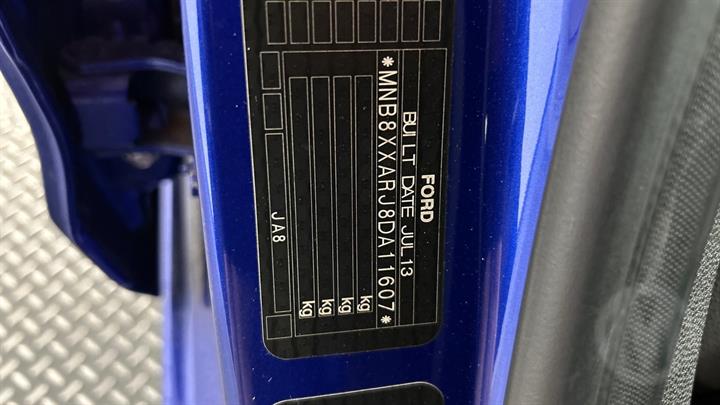 FORD
BUILT DATE JUL 13
*MNB8XXARJ8DA11607*
kg
kg
kg
kg
JA8